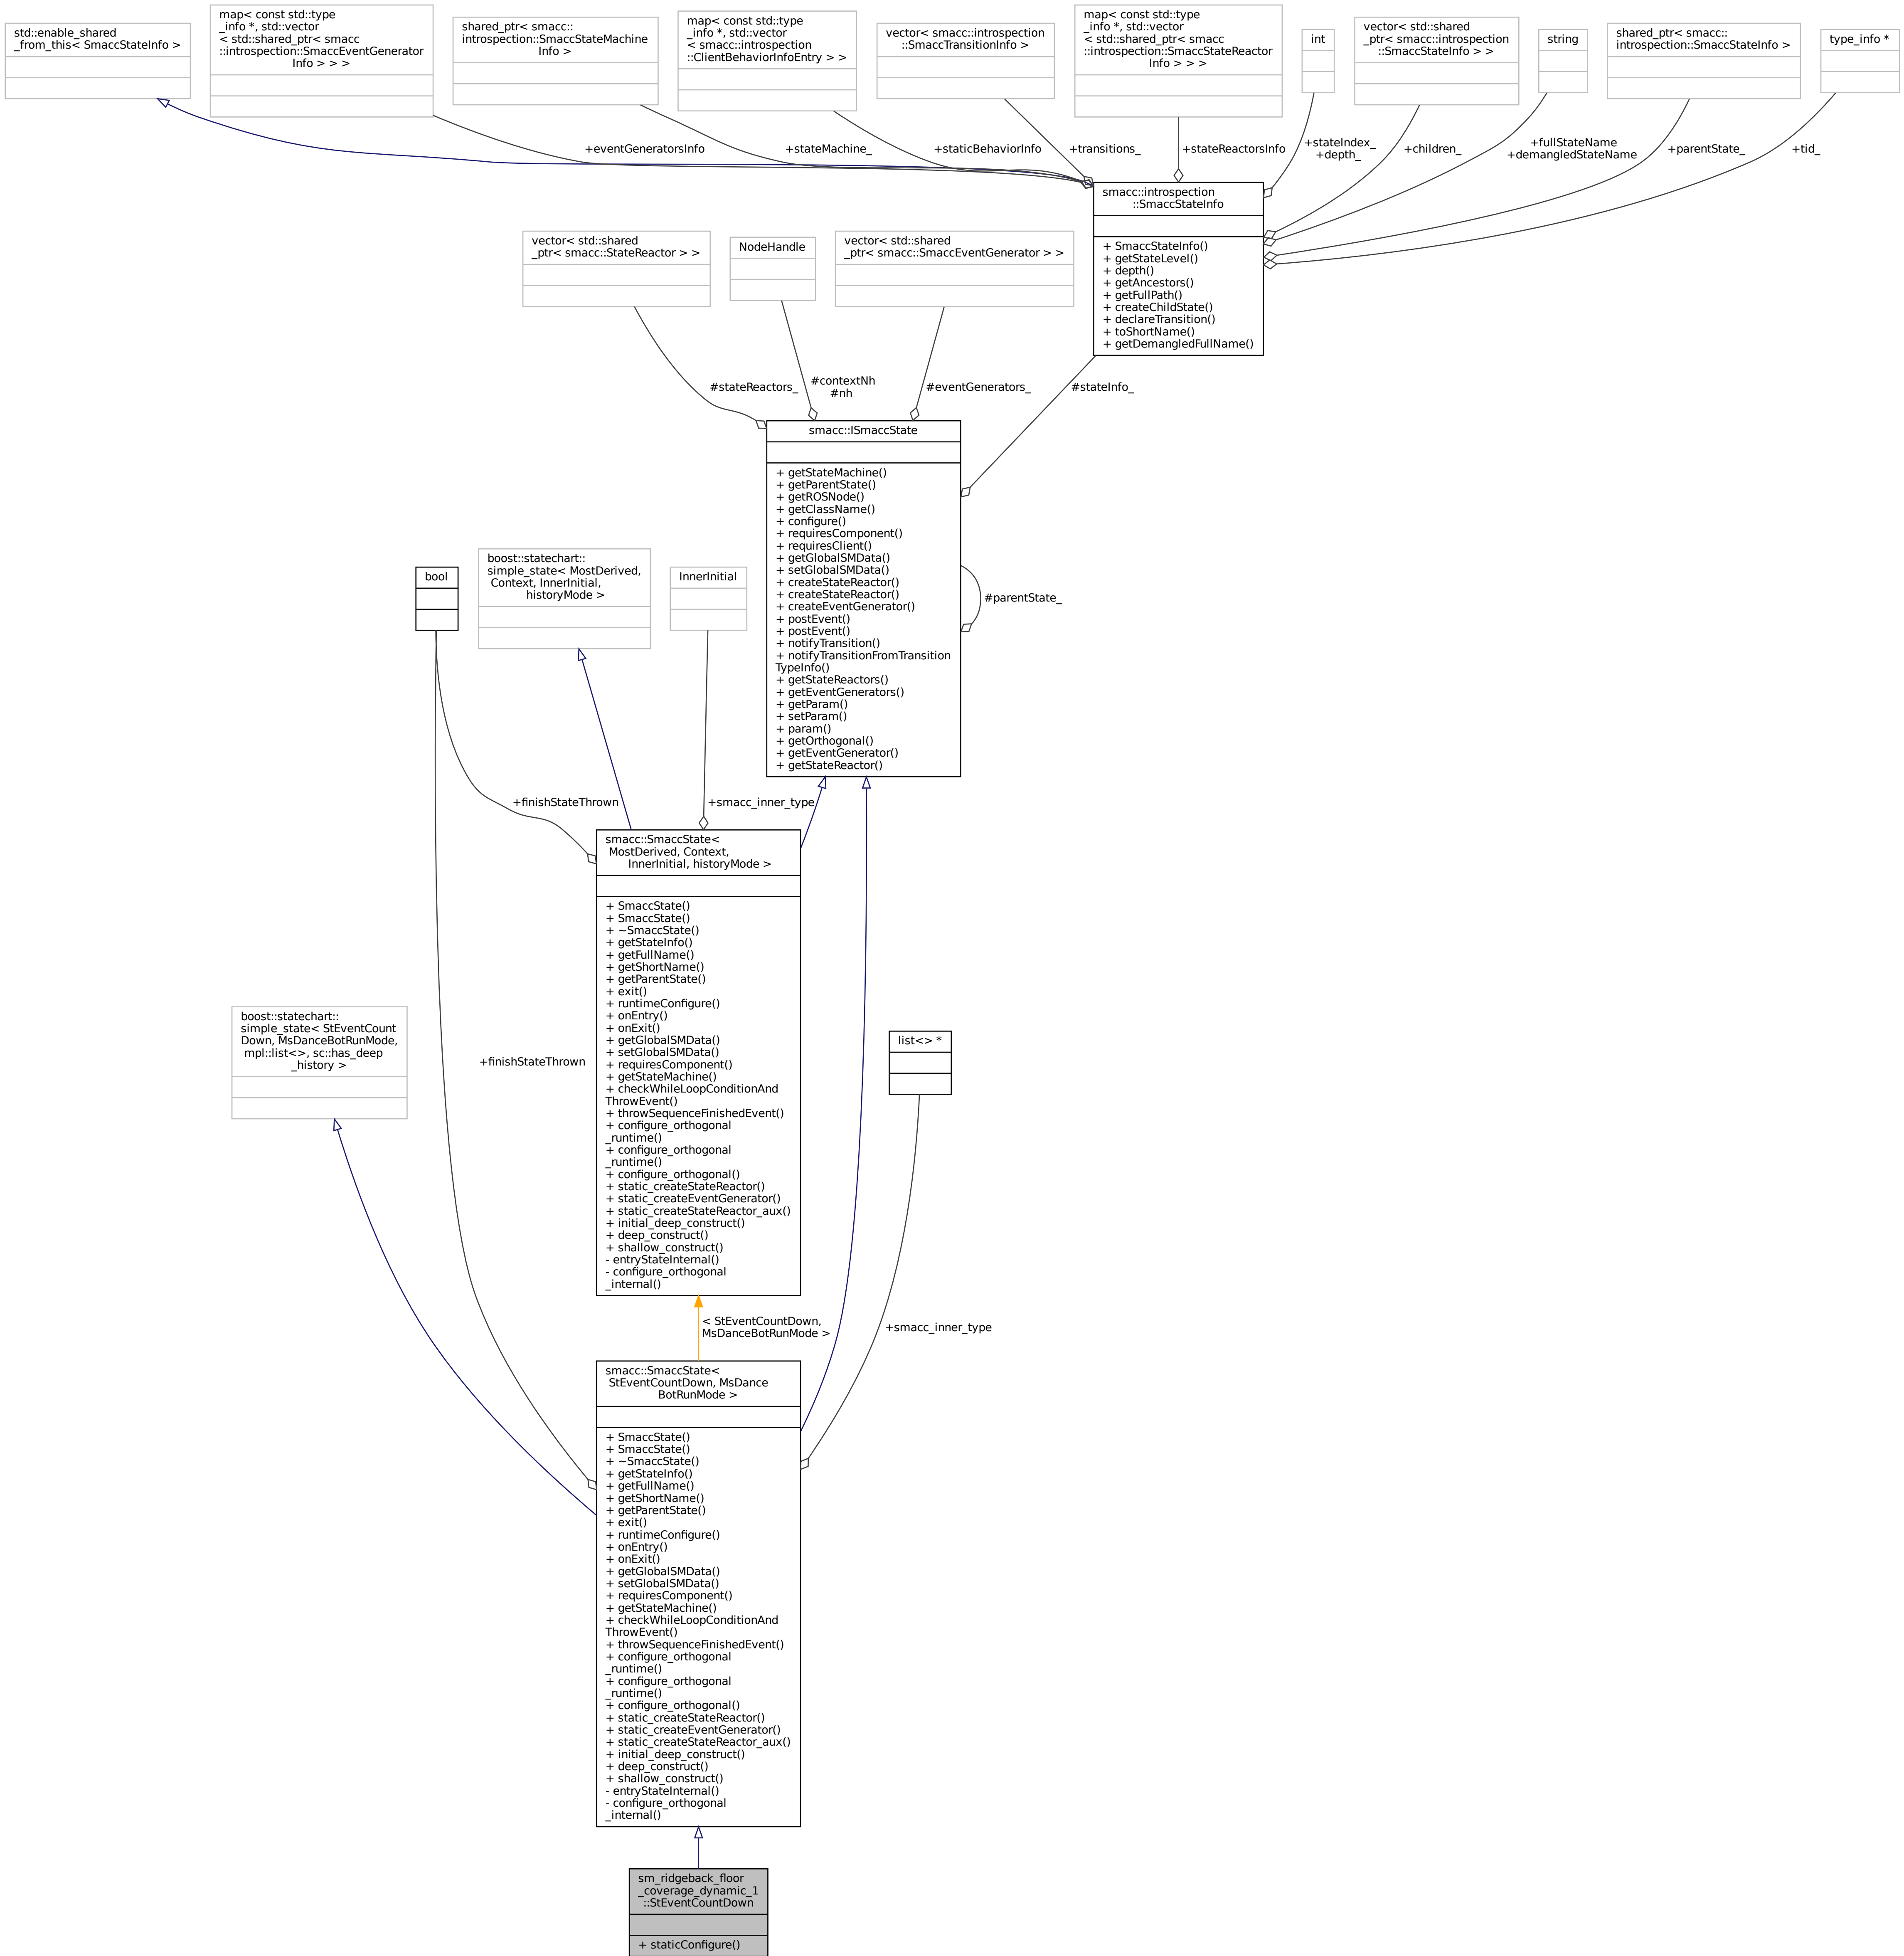 std::enable_shared
_from_this< SmaccStateInfo >
map< const std::type
_info *, std::vector
< std::shared_ptr< smacc
::introspection::SmaccEventGenerator
Info > > >
shared_ptr< smacc::
introspection::SmaccStateMachine
Info >
map< const std::type
_info *, std::vector
< smacc::introspection
::ClientBehaviorInfoEntry > >
vector< smacc::introspection
::SmaccTransitionInfo >
map< const std::type
_info *, std::vector
< std::shared_ptr< smacc
::introspection::SmaccStateReactor
Info > > >
int
vector< std::shared
_ptr< smacc::introspection
::SmaccStateInfo > >
string
shared_ptr< smacc::
introspection::SmaccStateInfo >
type_info *
+eventGeneratorsInfo
+stateMachine_
+staticBehaviorInfo
+transitions_
+stateReactorsInfo
+stateIndex_
+depth_
+children_
+fullStateName
+demangledStateName
+parentState_
+tid_
smacc::introspection
::SmaccStateInfo
+ SmaccStateInfo()
+ getStateLevel()
+ depth()
+ getAncestors()
+ getFullPath()
+ createChildState()
+ declareTransition()
+ toShortName()
+ getDemangledFullName()
vector< std::shared
_ptr< smacc::StateReactor > >
NodeHandle
vector< std::shared
_ptr< smacc::SmaccEventGenerator > >
#stateReactors_
#contextNh
#nh
#eventGenerators_
#stateInfo_
smacc::ISmaccState
+ getStateMachine()
+ getParentState()
+ getROSNode()
+ getClassName()
+ configure()
+ requiresComponent()
+ requiresClient()
+ getGlobalSMData()
+ setGlobalSMData()
+ createStateReactor()
+ createStateReactor()
+ createEventGenerator()
+ postEvent()
+ postEvent()
+ notifyTransition()
+ notifyTransitionFromTransition
TypeInfo()
+ getStateReactors()
+ getEventGenerators()
+ getParam()
+ setParam()
+ param()
+ getOrthogonal()
+ getEventGenerator()
+ getStateReactor()
#parentState_
bool
boost::statechart::
simple_state< MostDerived,
Context, InnerInitial,
historyMode >
InnerInitial
+finishStateThrown
+smacc_inner_type
smacc::SmaccState<
MostDerived, Context,
InnerInitial, historyMode >
+ SmaccState()
+ SmaccState()
+ ~SmaccState()
+ getStateInfo()
+ getFullName()
+ getShortName()
+ getParentState()
+ exit()
+ runtimeConfigure()
+ onEntry()
+ onExit()
+ getGlobalSMData()
+ setGlobalSMData()
+ requiresComponent()
+ getStateMachine()
+ checkWhileLoopConditionAnd
ThrowEvent()
+ throwSequenceFinishedEvent()
+ configure_orthogonal
_runtime()
+ configure_orthogonal
_runtime()
+ configure_orthogonal()
+ static_createStateReactor()
+ static_createEventGenerator()
+ static_createStateReactor_aux()
+ initial_deep_construct()
+ deep_construct()
+ shallow_construct()
- entryStateInternal()
- configure_orthogonal
_internal()
boost::statechart::
simple_state< StEventCount
Down, MsDanceBotRunMode,
mpl::list<>, sc::has_deep
_history >
+finishStateThrown
list<> *
< StEventCountDown,
MsDanceBotRunMode >
+smacc_inner_type
smacc::SmaccState<
StEventCountDown, MsDance
BotRunMode >
+ SmaccState()
+ SmaccState()
+ ~SmaccState()
+ getStateInfo()
+ getFullName()
+ getShortName()
+ getParentState()
+ exit()
+ runtimeConfigure()
+ onEntry()
+ onExit()
+ getGlobalSMData()
+ setGlobalSMData()
+ requiresComponent()
+ getStateMachine()
+ checkWhileLoopConditionAnd
ThrowEvent()
+ throwSequenceFinishedEvent()
+ configure_orthogonal
_runtime()
+ configure_orthogonal
_runtime()
+ configure_orthogonal()
+ static_createStateReactor()
+ static_createEventGenerator()
+ static_createStateReactor_aux()
+ initial_deep_construct()
+ deep_construct()
+ shallow_construct()
- entryStateInternal()
- configure_orthogonal
_internal()
sm_ridgeback_floor
_coverage_dynamic_1
::StEventCountDown
+ staticConfigure()